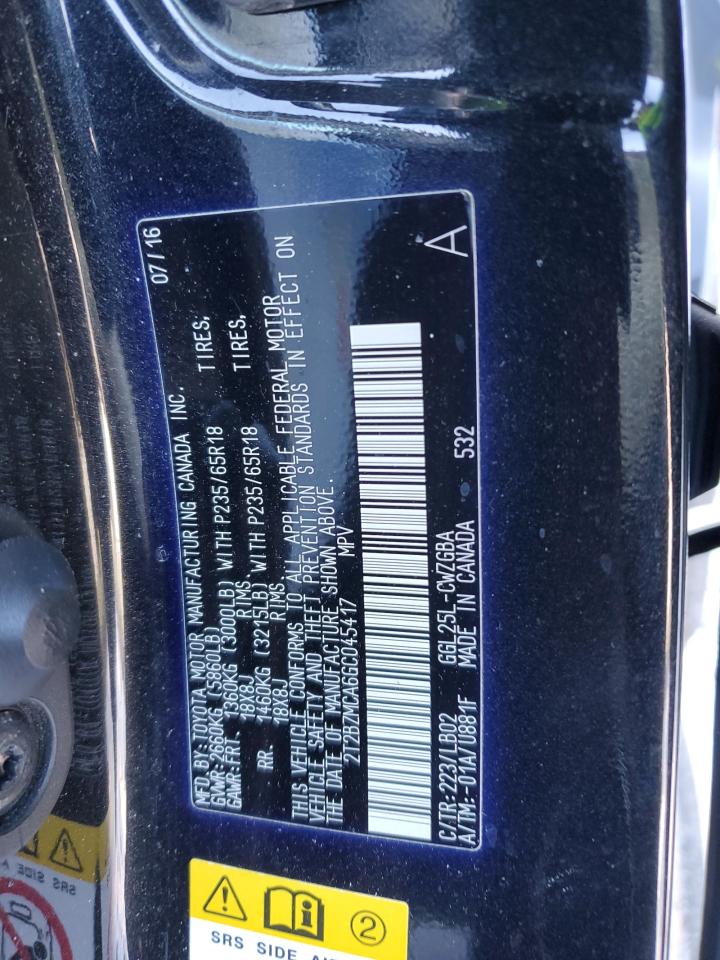 MFD.BY:TOYOTA MOTOR MANUFACTURING CANADA INC. 07/16
GVWR:2660KG (5860LB)
GAWR:FRT. 1360KG (3000LB) WITH P235/65R18 TIRES,
18X8J RIMS.
RR. 1460KG (3215LB) WITH P235/65R18 TIRES,
18X8J RIMS.
THIS VEHICLE CONFORMS TO ALL APPLICABLE FEDERAL MOTOR
VEHICLE SAFETY AND THEFT PREVENTION STANDARDS IN EFFECT ON
THE DATE OF MANUFACTURE SHOWN ABOVE.
2T2BZMCA6GC045417 MPV
C/TR:223/LB02 GGL25L-CWZGBA
A/TM:-01A/U881F MADE IN CANADA 532 A
2
SRS SIDE
SRS SIDE A